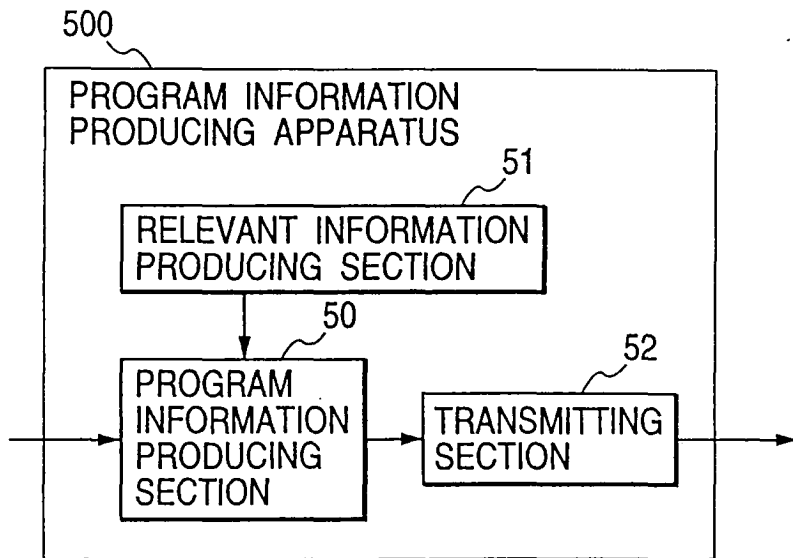 500
PROGRAM INFORMATION
PRODUCING APPARATUS
51
RELEVANT INFORMATION
PRODUCING SECTION
50
PROGRAM
INFORMATION
PRODUCING
SECTION
52
TRANSMITTING
SECTION